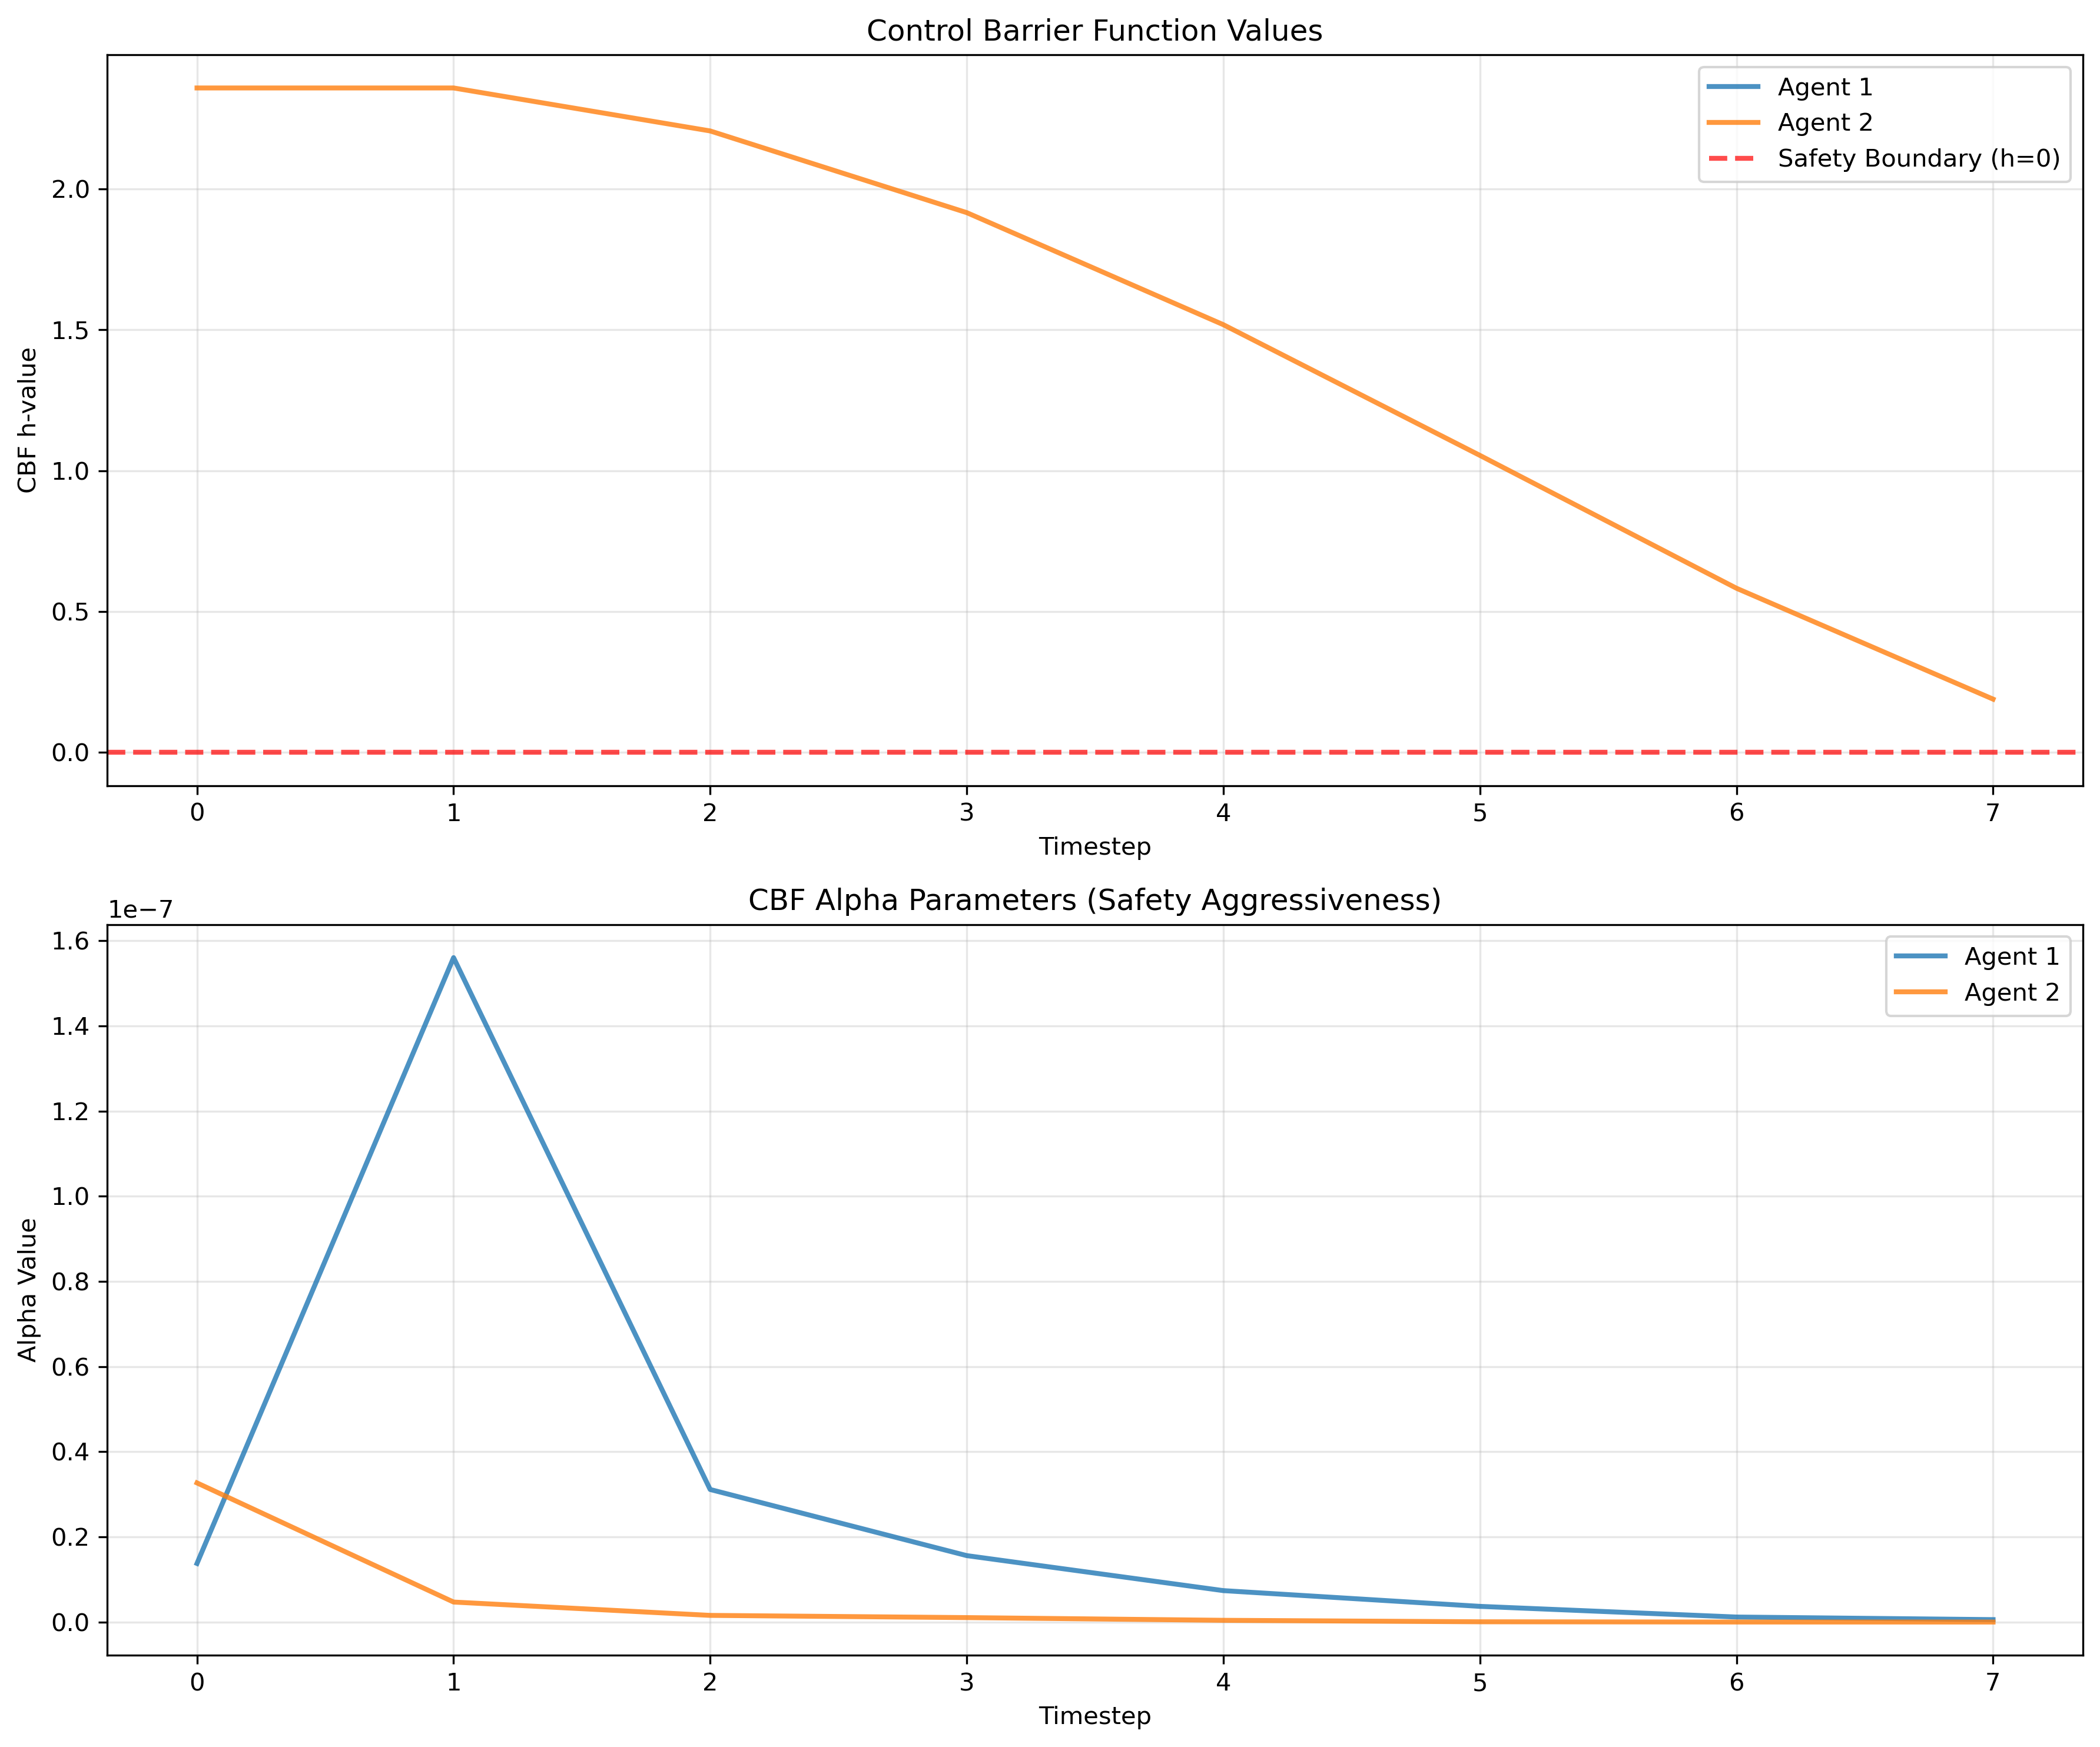 Control Barrier Function Values
Agent 1
Agent 2
Safety Boundary (h=0)
CBF h-value
2.0
1.5
1.0
0.5
0.0
0 1 2 3 4 5 6 7
Timestep
CBF Alpha Parameters (Safety Aggressiveness)
1e−7
Agent 1
Agent 2
Alpha Value
1.6
1.4
1.2
1.0
0.8
0.6
0.4
0.2
0.0
0 1 2 3 4 5 6 7
Timestep